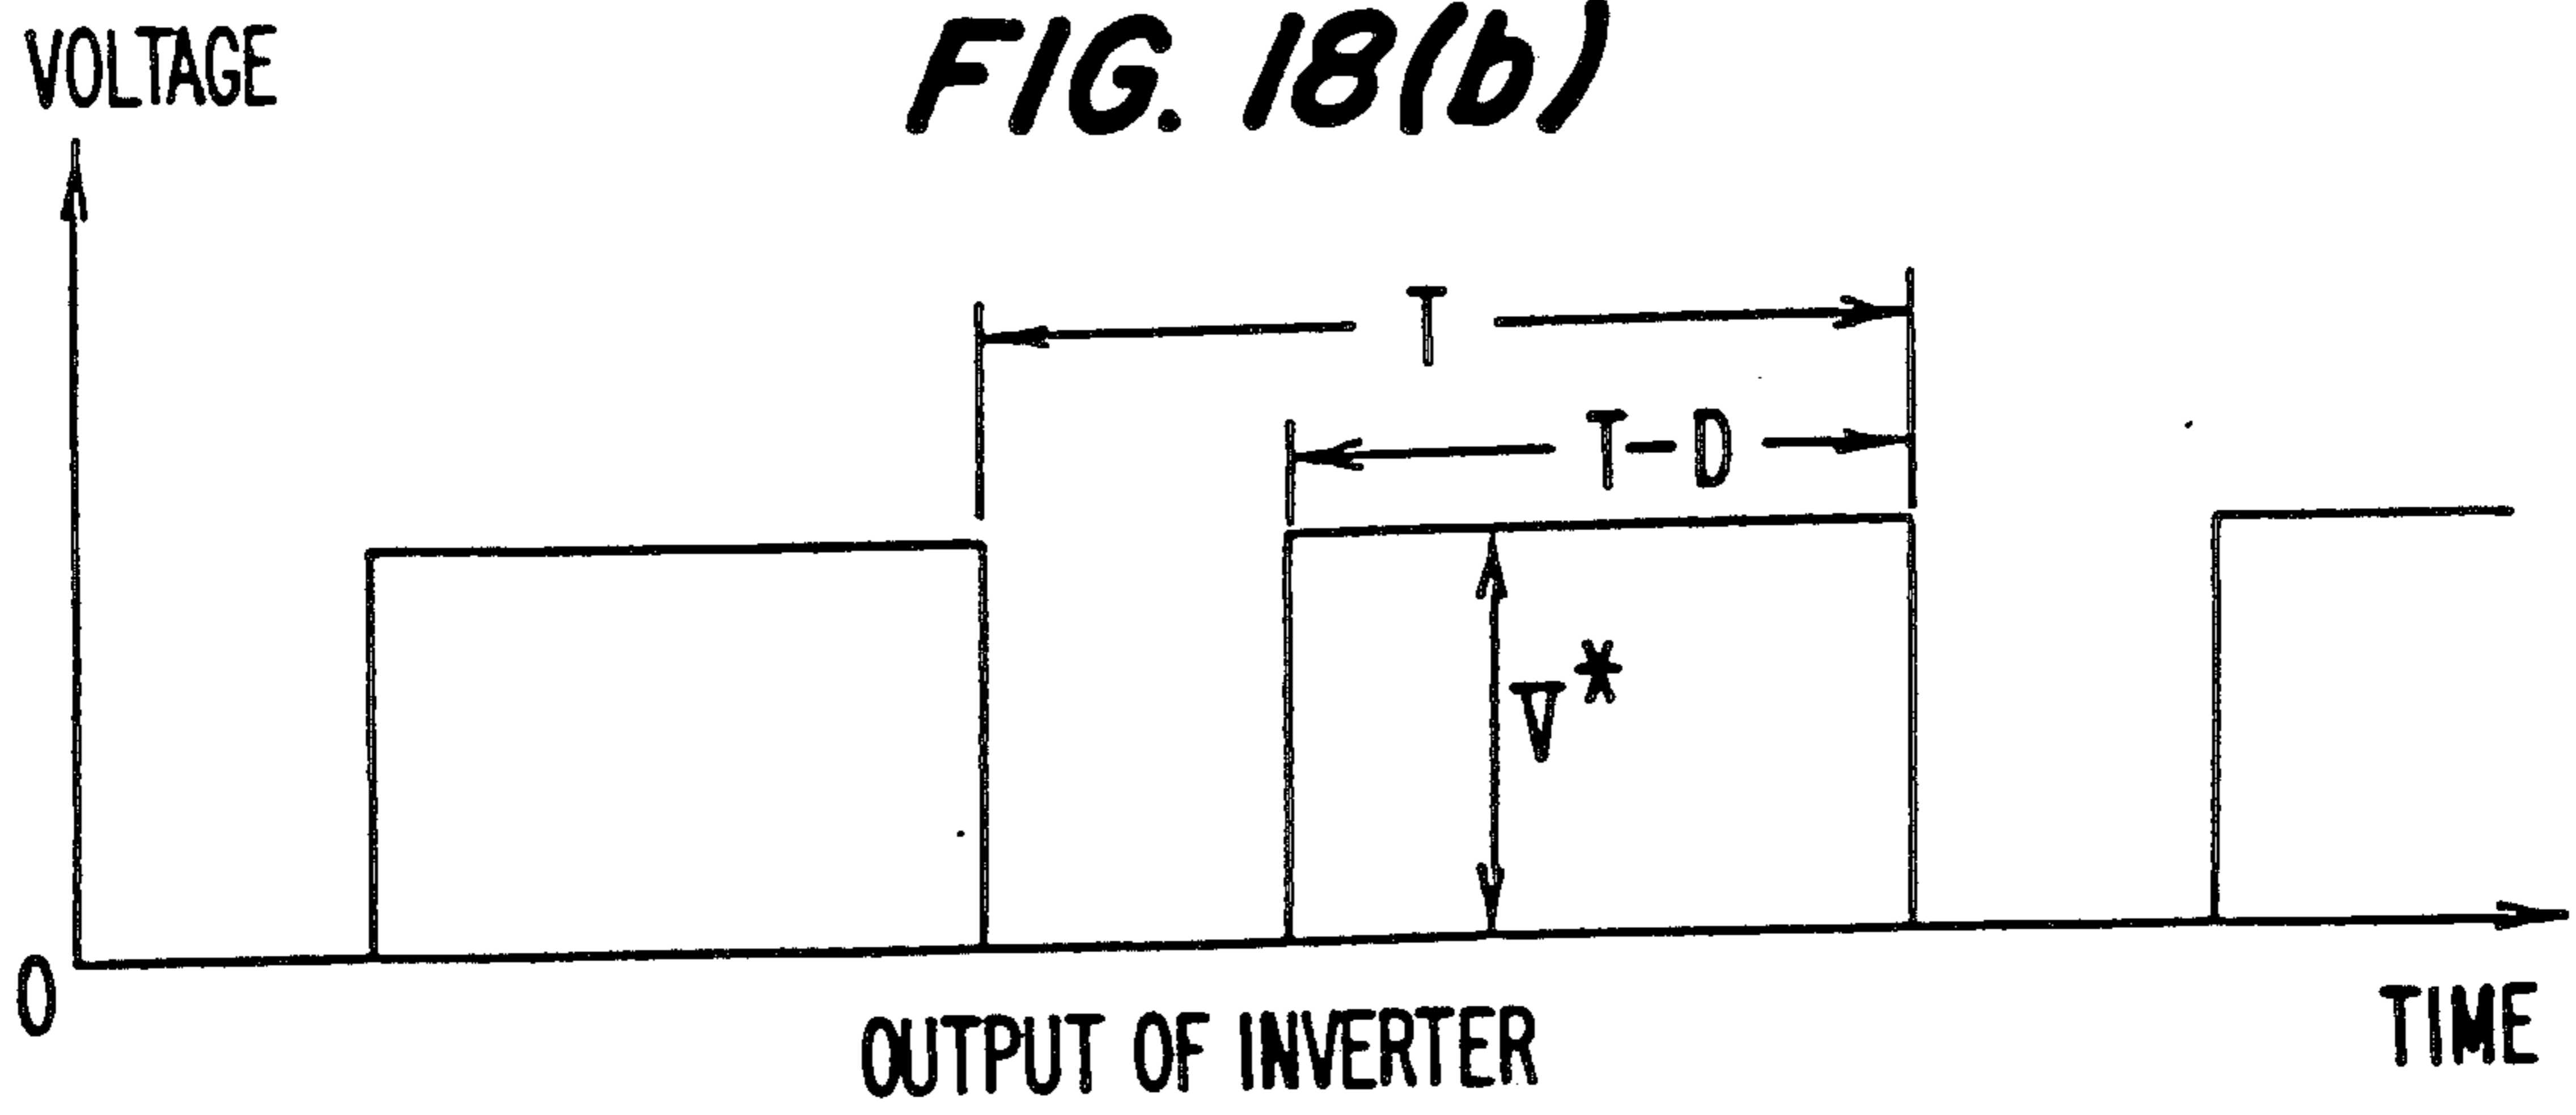 FIG. 18(b)
VOLTAGE
T
T-D
V*
0
TIME
OUTPUT OF INVERTER